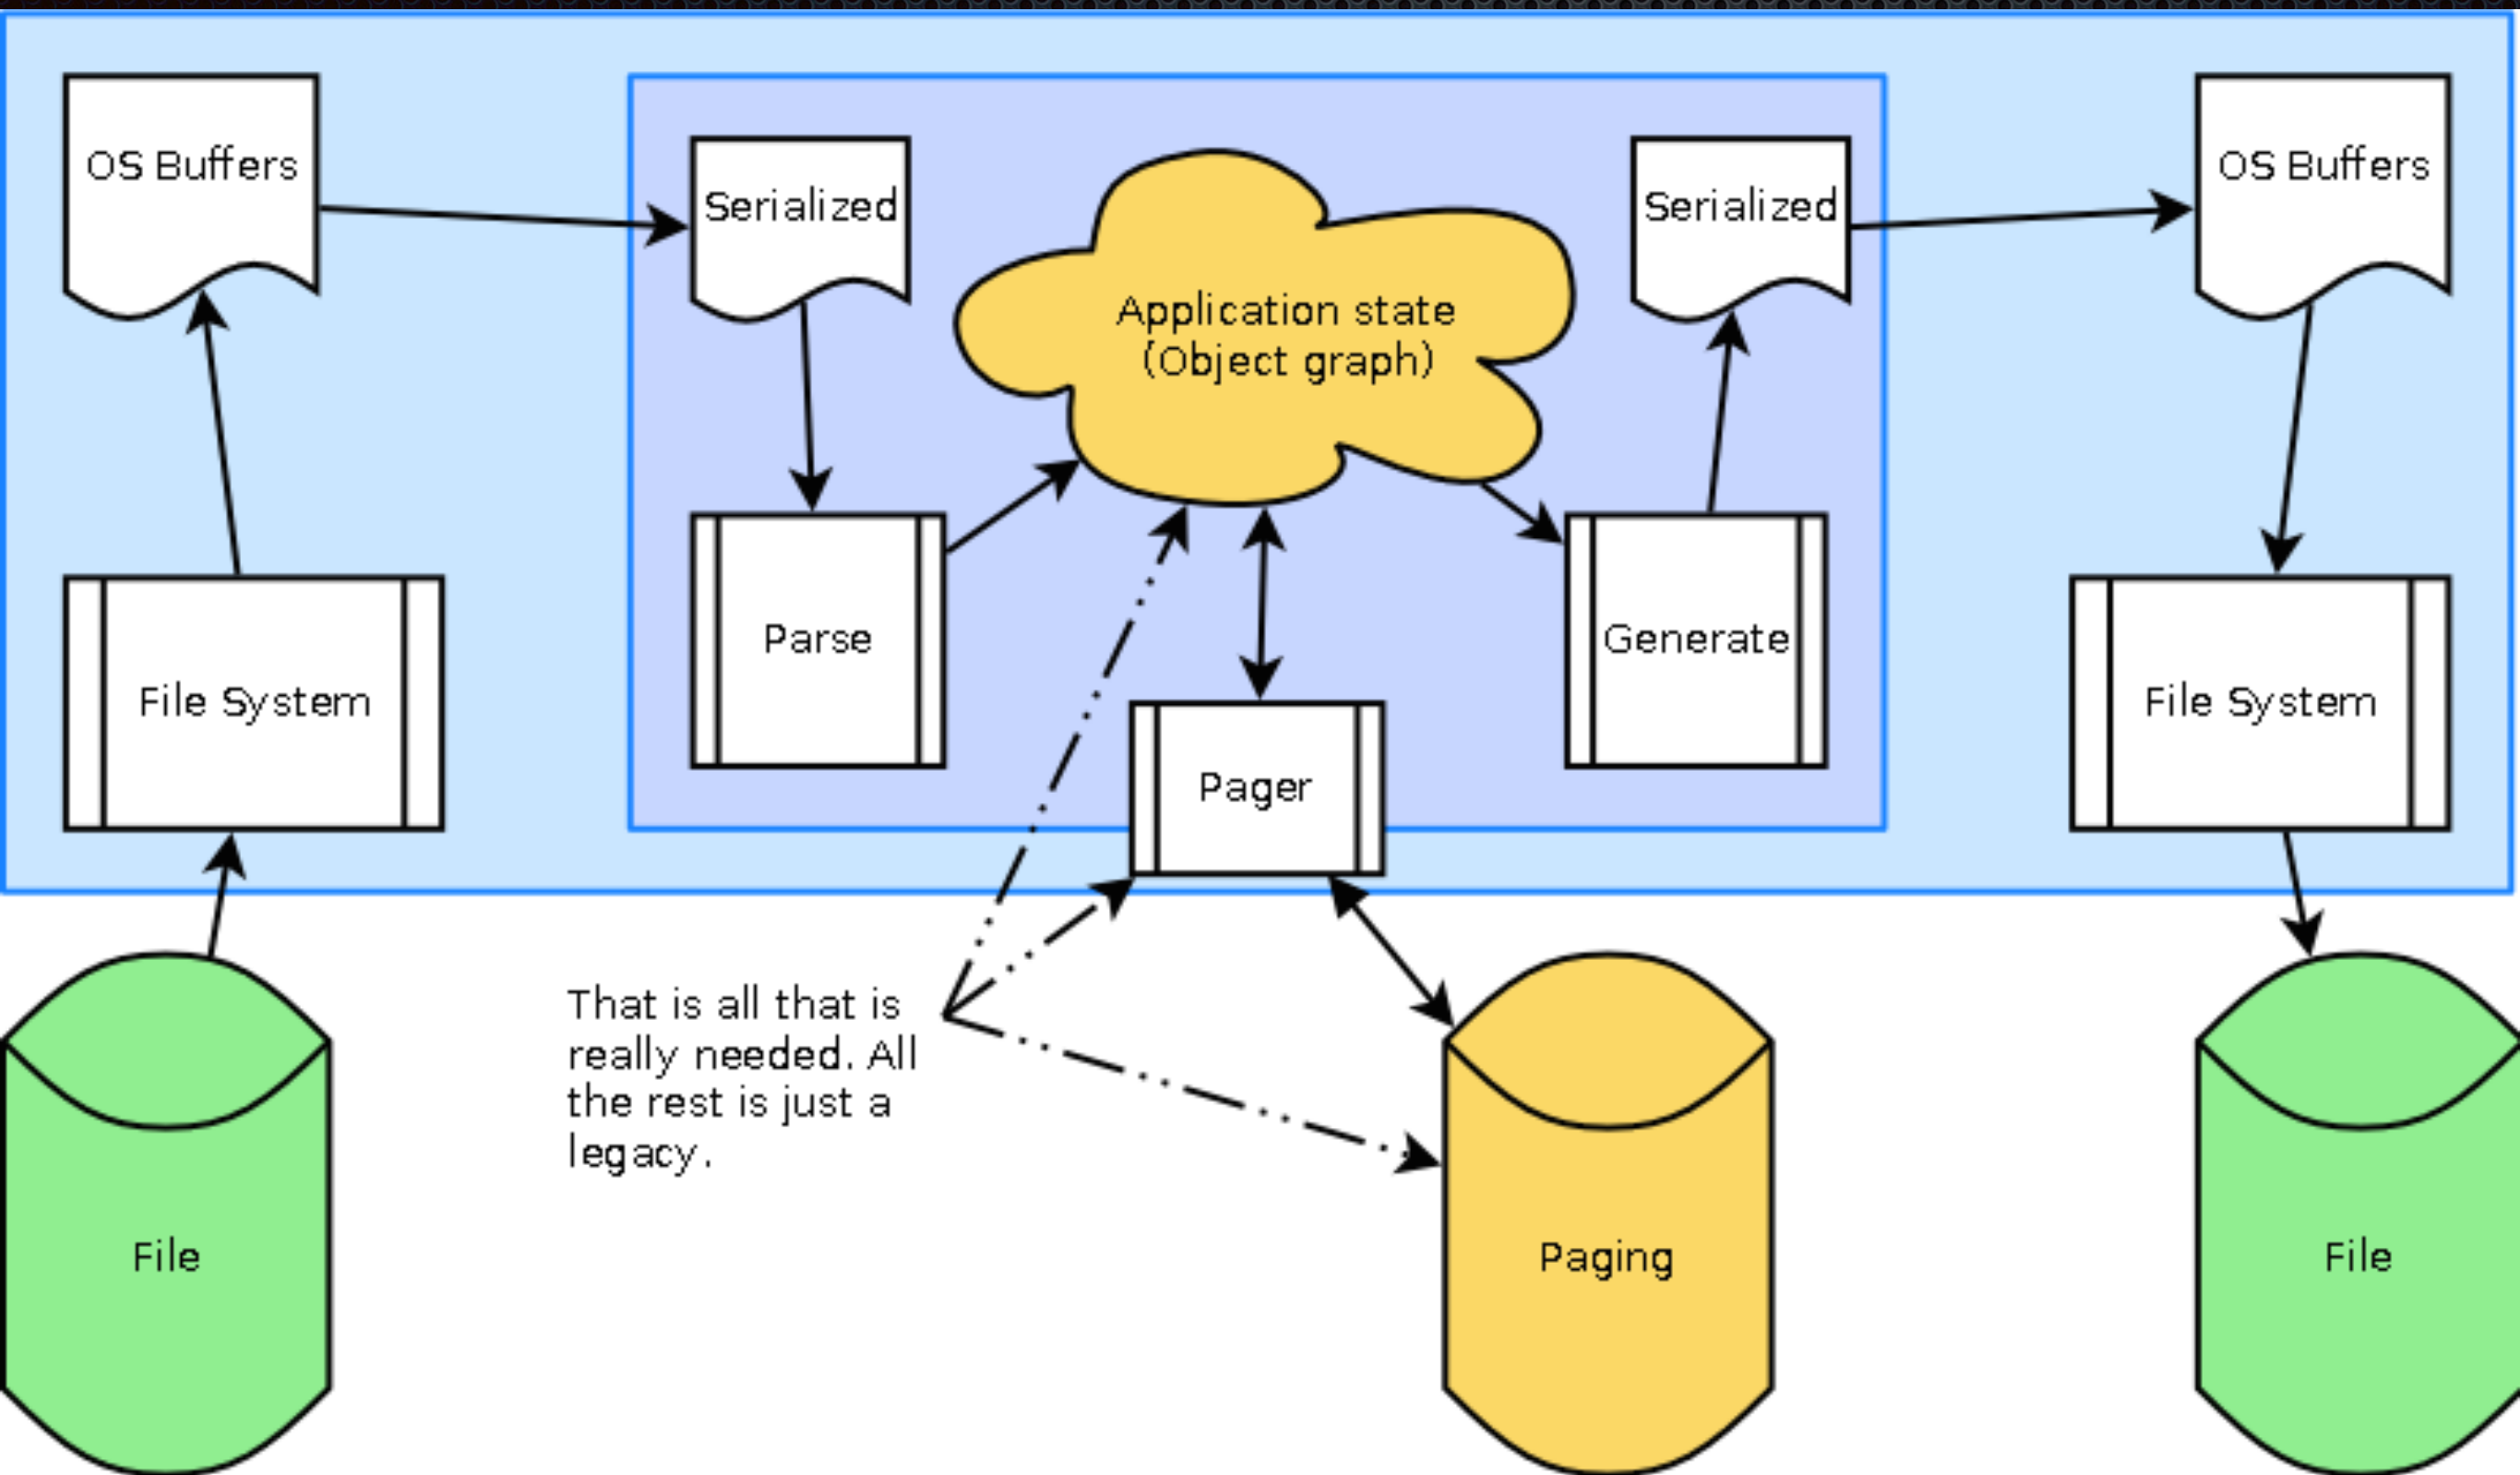 OS Buffers
OS Buffers
Serialized
Serialized
Application state
(Object graph)
Parse
Generate
File System
File System
Pager
That is all that is
really needed. All
the rest is just a
legacy.
File
Paging
File